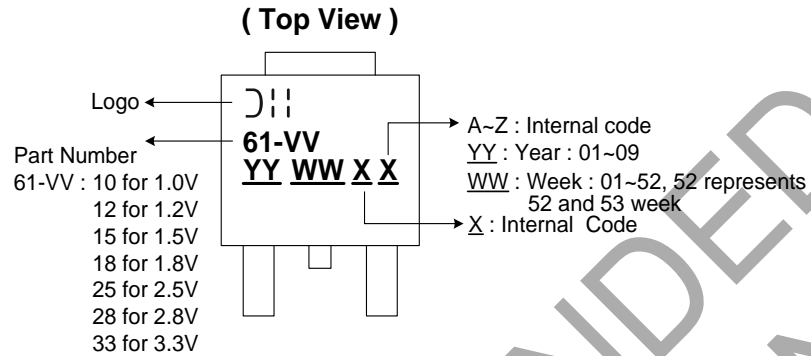 ( Top View )
Logo
61-VV
YY WW X X
Part Number
61-VV : 10 for 1.0V
12 for 1.2V
15 for 1.5V
18 for 1.8V
25 for 2.5V
28 for 2.8V
33 for 3.3V
A~Z : Internal code
YY : Year : 01~09
WW : Week : 01~52, 52 represents
52 and 53 week
X : Internal Code
NDED